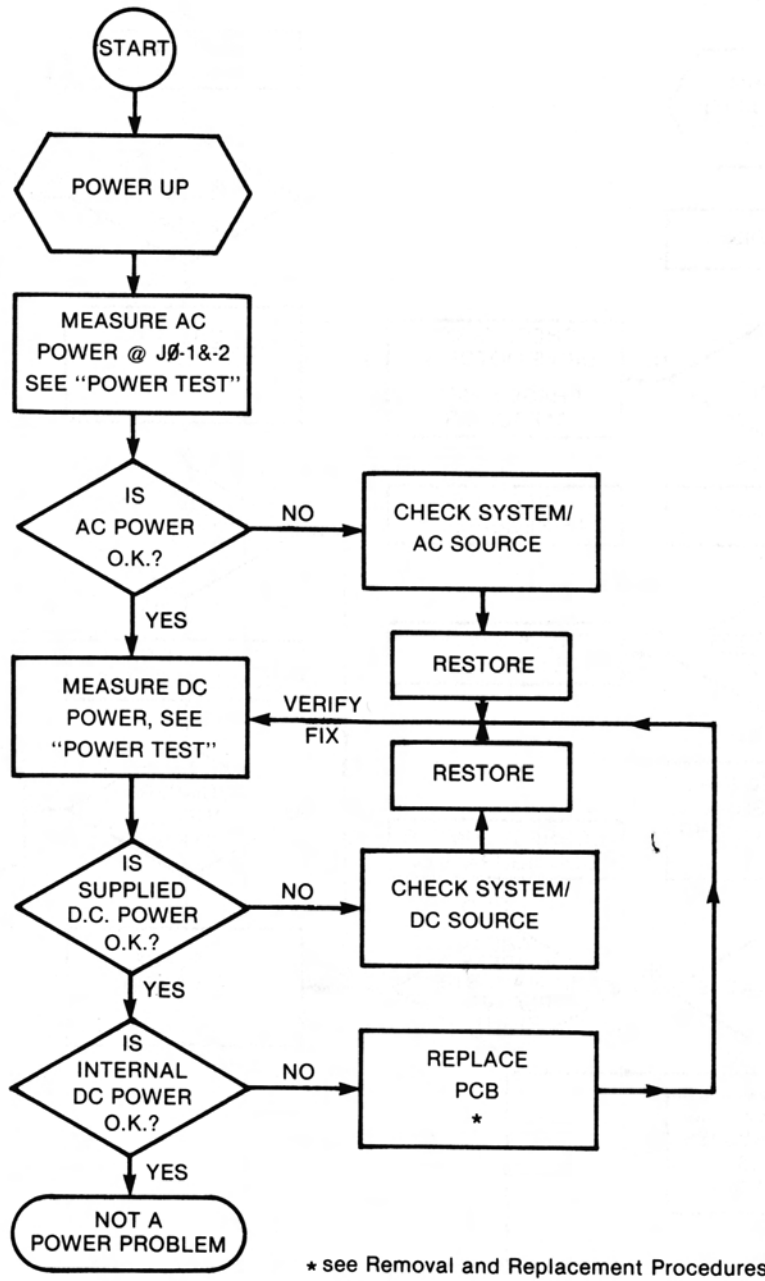 START
POWER UP
MEASURE AC
POWER @ JØ-1&-2
SEE “POWER TEST”
IS
AC POWER
O.K.?
NO
CHECK SYSTEM/
AC SOURCE
YES
RESTORE
MEASURE DC
POWER, SEE
“POWER TEST”
VERIFY
FIX
RESTORE
IS
SUPPLIED
D.C. POWER
O.K.?
NO
CHECK SYSTEM/
DC SOURCE
YES
IS
INTERNAL
DC POWER
O.K.?
NO
REPLACE
PCB
*
YES
NOT A
POWER PROBLEM
* see Removal and Replacement Procedures